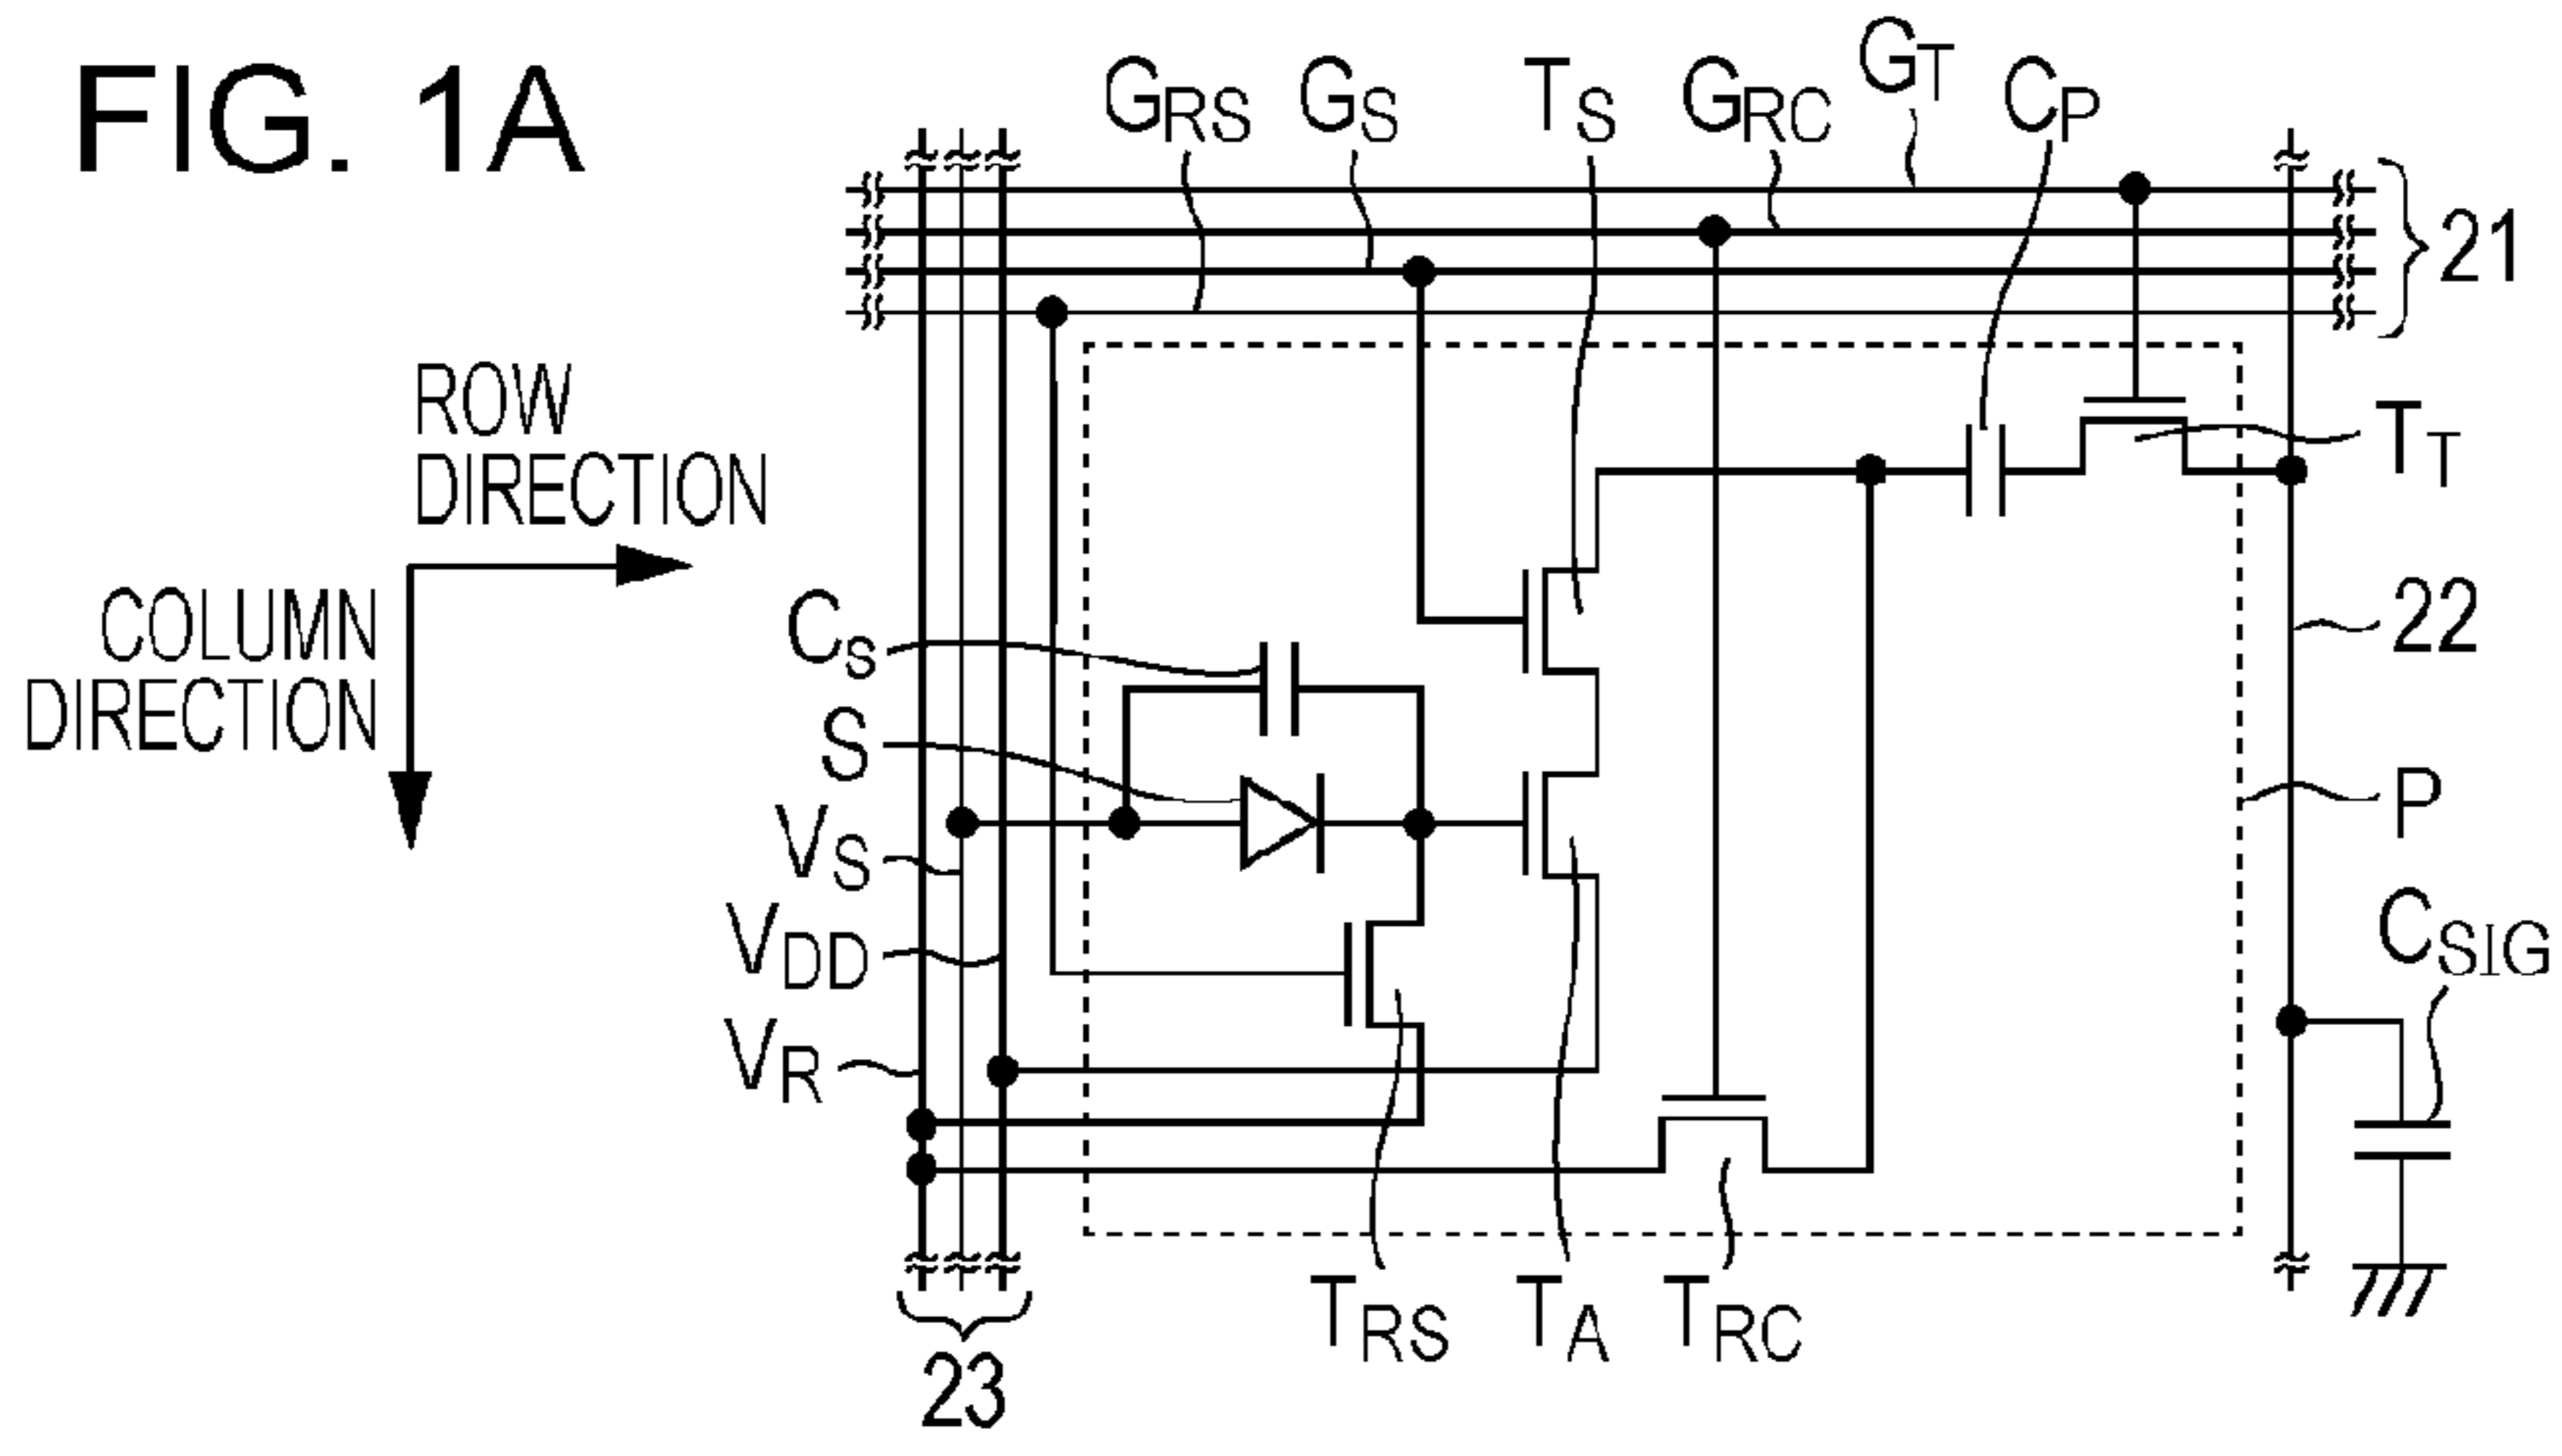 FIG. 1A
GRS GS TS GRC GT CP
21
ROW
DIRECTION
COLUMN
DIRECTION
TT
22
CS
S
VS
P
VDD
CSIG
VR
TRS TA TRC
23